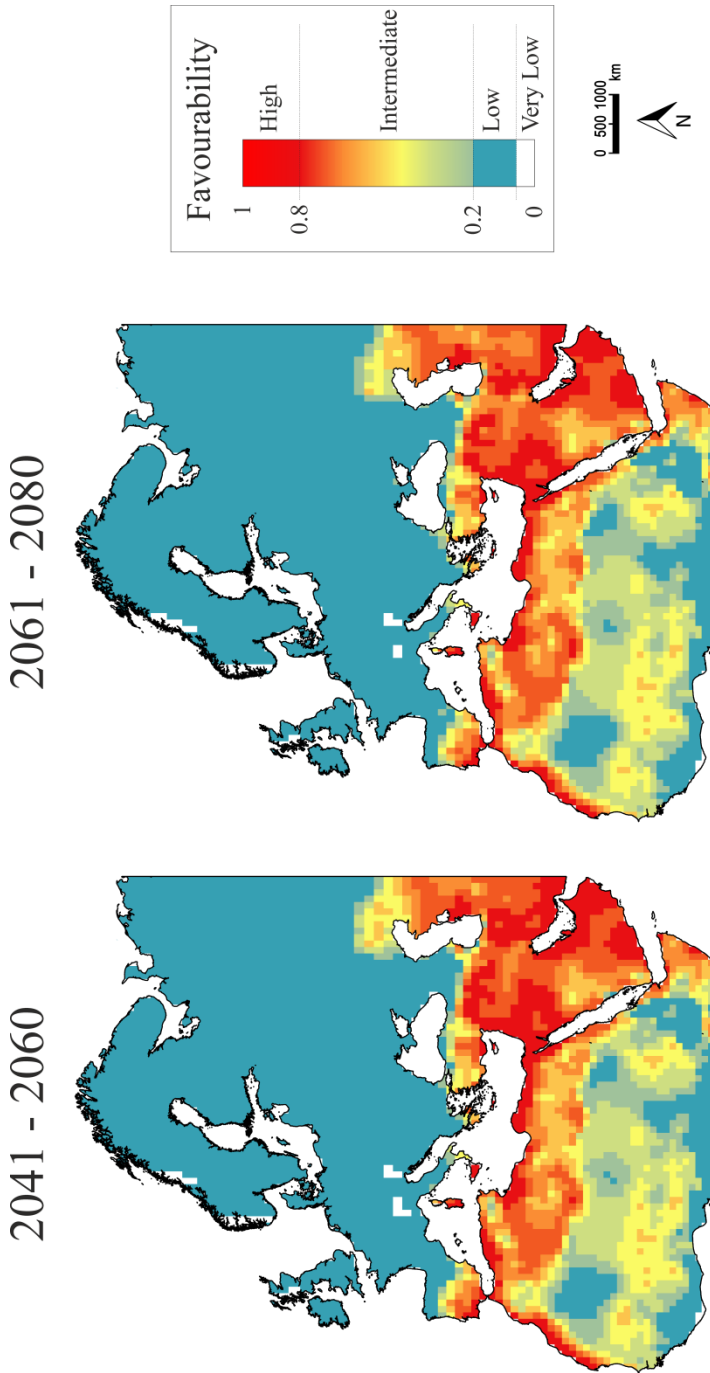 2041 - 2060
2061 - 2080
Favourability
1
High
0.8
Intermediate
0.2
Low
0
Very Low
0 500 1000 km
N